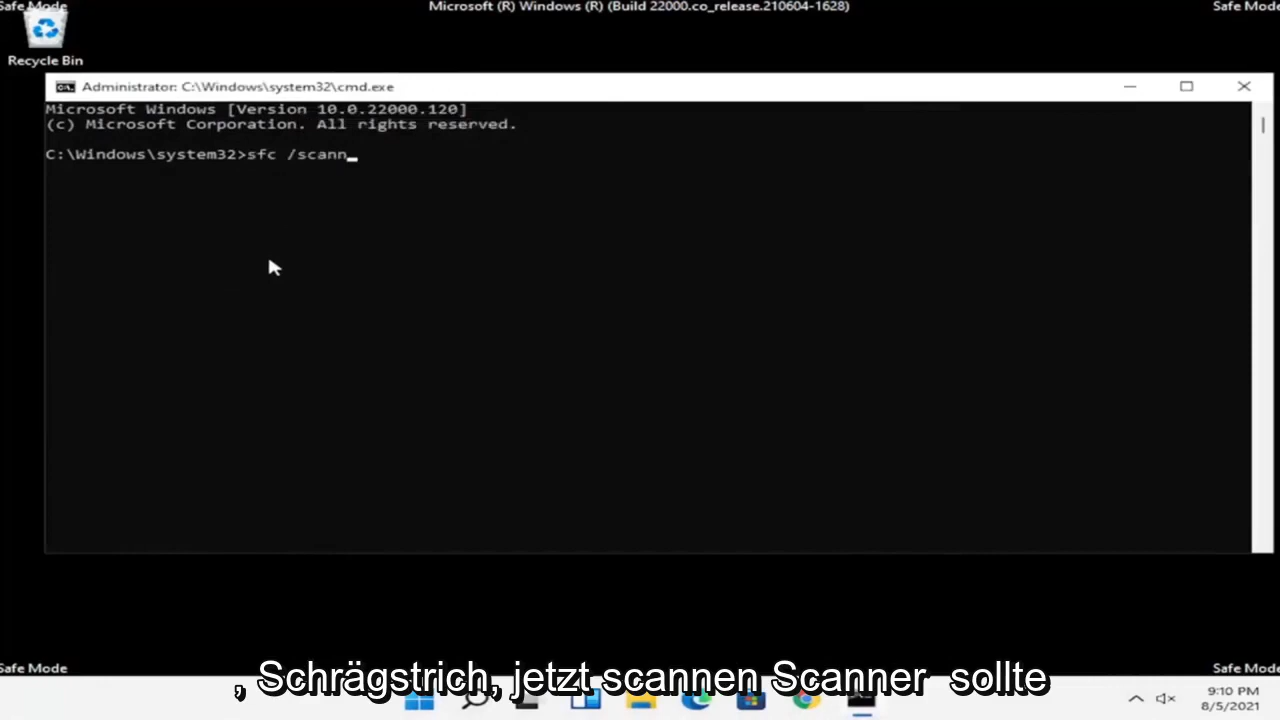 Safe Mode
Microsoft (R) Windows (R) (Build 22000.co_release.210604-1628)
Safe Mode
Recycle Bin
Administrator: C:\Windows\system32\cmd.exe
Microsoft Windows [Version 10.0.22000.120]
(c) Microsoft Corporation. All rights reserved.
C:\Windows\system32>sfc /scann
Safe Mode
Safe Mode
, Schrägstrich, jetzt scannen Scanner sollte
9:10 PM
8/5/2021